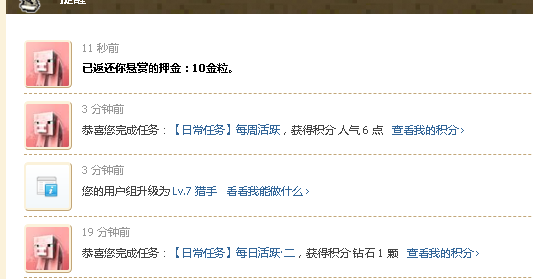 提醒
11 秒前
已返还你悬赏的押金：10金粒。
3 分钟前
恭喜您完成任务：【日常任务】每周活跃，获得积分 人气 6 点 查看我的积分 ›
3 分钟前
您的用户组升级为 Lv.7 猎手 看看我能做什么 ›
19 分钟前
恭喜您完成任务：【日常任务】每日活跃·二，获得积分 钻石 1 颗 查看我的积分 ›